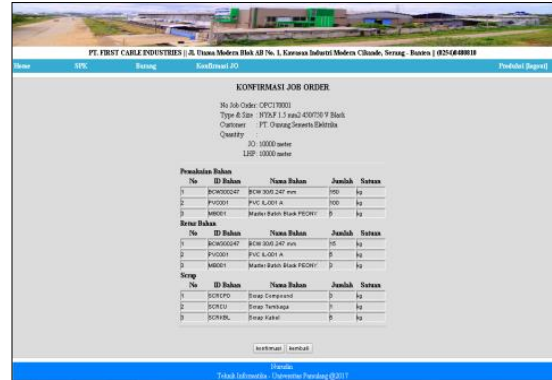 PT. FIRST CABLE INDUSTRIES || Jl. Utama Modern Blok AB No. 1, Kawasan Industri Modern Cikande, Serang - Banten || (0254)8480818
Home SPK Barang Konfirmasi JO Produksi [logout]
KONFIRMASI JOB ORDER
No Job Order: OPC170001
Type & Size : NYAF 1.5 mm2 450/750 V Black
Customer : PT. Gunung Semesta Elektrika
Quantity :
JO: 10000 meter
LHP: 10000 meter
Pemakaian Bahan
No ID Bahan Nama Bahan Jumlah Satuan
1 BCW300247 BCW 30/0.247 mm 150 kg
2 PVC001 PVC IL-001 A 100 kg
3 MB001 Master Batch Black PEONY 5 kg
Retur Bahan
No ID Bahan Nama Bahan Jumlah Satuan
1 BCW300247 BCW 30/0.247 mm 15 kg
2 PVC001 PVC IL-001 A 5 kg
3 MB001 Master Batch Black PEONY 3 kg
Scrap
No ID Bahan Nama Bahan Jumlah Satuan
1 SCRCPD Scrap Compound 3 kg
2 SCRCU Scrap Tembaga 1 kg
3 SCRKBL Scrap Kabel 5 kg
konfirmasi kembali
Nurudin
Teknik Informatika - Universitas Pamulang @2017